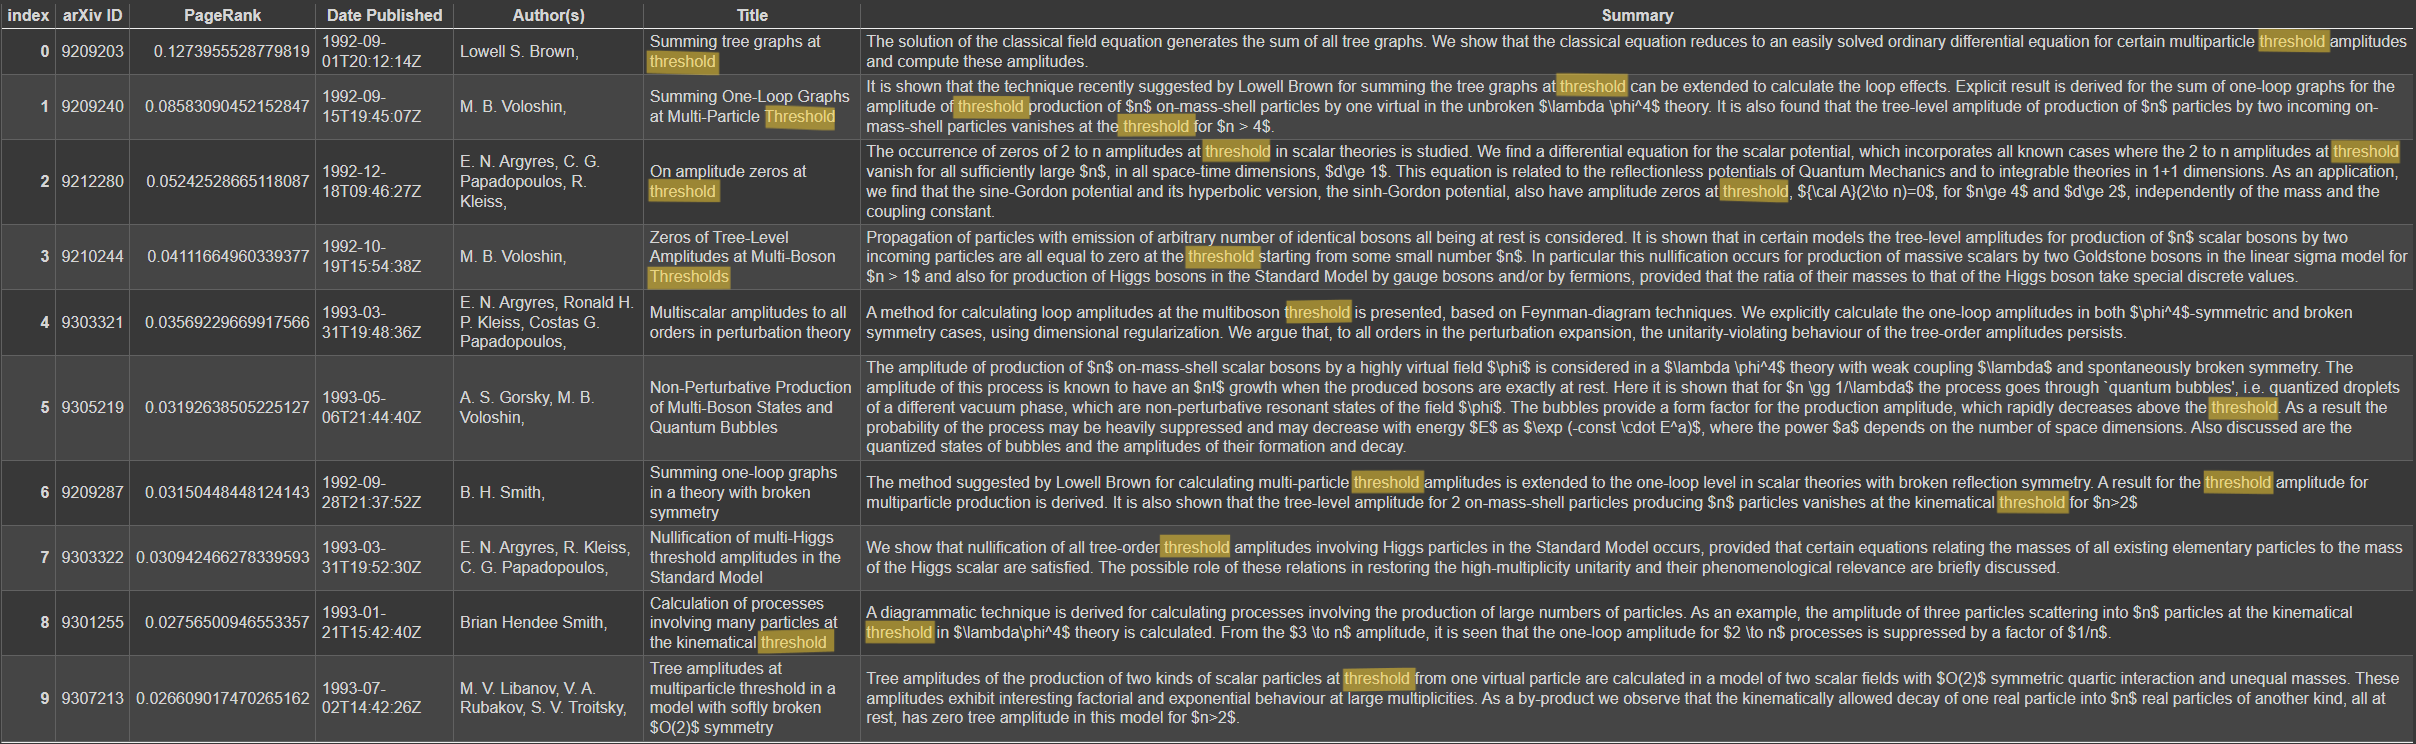 index arXiv ID PageRank Date Published Author(s) Title Summary
0 9209203 0.1273955528779819 1992-09-01T20:12:14Z Lowell S. Brown, Summing tree graphs at threshold
The solution of the classical field equation generates the sum of all tree graphs. We show that the classical equation reduces to an easily solved ordinary differential equation for certain multiparticle threshold amplitudes
and compute these amplitudes.
1 9209240 0.08583090452152847 1992-09-15T19:45:07Z M. B. Voloshin, Summing One-Loop Graphs at Multi-Particle Threshold
It is shown that the technique recently suggested by Lowell Brown for summing the tree graphs at threshold can be extended to calculate the loop effects. Explicit result is derived for the sum of one-loop graphs for the
amplitude of threshold production of $n$ on-mass-shell particles by one virtual in the unbroken $\lambda \phi^4$ theory. It is also found that the tree-level amplitude of production of $n$ particles by two incoming on-
mass-shell particles vanishes at the threshold for $n > 4$.
2 9212280 0.05242528665118087 1992-12-18T09:46:27Z E. N. Argyres, C. G. Papadopoulos, R. Kleiss, On amplitude zeros at threshold
The occurrence of zeros of 2 to n amplitudes at threshold in scalar theories is studied. We find a differential equation for the scalar potential, which incorporates all known cases where the 2 to n amplitudes at threshold
vanish for all sufficiently large $n$, in all space-time dimensions, $d\ge 1$. This equation is related to the reflectionless potentials of Quantum Mechanics and to integrable theories in 1+1 dimensions. As an application,
we find that the sine-Gordon potential and its hyperbolic version, the sinh-Gordon potential, also have amplitude zeros at threshold, ${\cal A}(2\to n)=0$, for $n\ge 4$ and $d\ge 2$, independently of the mass and the
coupling constant.
3 9210244 0.04111664960339377 1992-10-19T15:54:38Z M. B. Voloshin, Zeros of Tree-Level Amplitudes at Multi-Boson Thresholds
Propagation of particles with emission of arbitrary number of identical bosons all being at rest is considered. It is shown that in certain models the tree-level amplitudes for production of $n$ scalar bosons by two
incoming particles are all equal to zero at the threshold starting from some small number $n$. In particular this nullification occurs for production of massive scalars by two Goldstone bosons in the linear sigma model for
$n > 1$ and also for production of Higgs bosons in the Standard Model by gauge bosons and/or by fermions, provided that the ratia of their masses to that of the Higgs boson take special discrete values.
4 9303321 0.03569229669917566 1993-03-31T19:48:36Z E. N. Argyres, Ronald H. P. Kleiss, Costas G. Papadopoulos, Multiscalar amplitudes to all orders in perturbation theory
A method for calculating loop amplitudes at the multiboson threshold is presented, based on Feynman-diagram techniques. We explicitly calculate the one-loop amplitudes in both $\phi^4$-symmetric and broken
symmetry cases, using dimensional regularization. We argue that, to all orders in the perturbation expansion, the unitarity-violating behaviour of the tree-order amplitudes persists.
5 9305219 0.03192638505225127 1993-05-06T21:44:40Z A. S. Gorsky, M. B. Voloshin, Non-Perturbative Production of Multi-Boson States and Quantum Bubbles
The amplitude of production of $n$ on-mass-shell scalar bosons by a highly virtual field $\phi$ is considered in a $\lambda \phi^4$ theory with weak coupling $\lambda$ and spontaneously broken symmetry. The
amplitude of this process is known to have an $n!$ growth when the produced bosons are exactly at rest. Here it is shown that for $n \gg 1/\lambda$ the process goes through `quantum bubbles', i.e. quantized droplets
of a different vacuum phase, which are non-perturbative resonant states of the field $\phi$. The bubbles provide a form factor for the production amplitude, which rapidly decreases above the threshold. As a result the
probability of the process may be heavily suppressed and may decrease with energy $E$ as $\exp (-const \cdot E^a)$, where the power $a$ depends on the number of space dimensions. Also discussed are the
quantized states of bubbles and the amplitudes of their formation and decay.
6 9209287 0.03150448448124143 1992-09-28T21:37:52Z B. H. Smith, Summing one-loop graphs in a theory with broken symmetry
The method suggested by Lowell Brown for calculating multi-particle threshold amplitudes is extended to the one-loop level in scalar theories with broken reflection symmetry. A result for the threshold amplitude for
multiparticle production is derived. It is also shown that the tree-level amplitude for 2 on-mass-shell particles producing $n$ particles vanishes at the kinematical threshold for $n>2$
7 9303322 0.030942466278339593 1993-03-31T19:52:30Z E. N. Argyres, R. Kleiss, C. G. Papadopoulos, Nullification of multi-Higgs threshold amplitudes in the Standard Model
We show that nullification of all tree-order threshold amplitudes involving Higgs particles in the Standard Model occurs, provided that certain equations relating the masses of all existing elementary particles to the mass
of the Higgs scalar are satisfied. The possible role of these relations in restoring the high-multiplicity unitarity and their phenomenological relevance are briefly discussed.
8 9301255 0.02756500946553357 1993-01-21T15:42:40Z Brian Hendee Smith, Calculation of processes involving many particles at the kinematical threshold
A diagrammatic technique is derived for calculating processes involving the production of large numbers of particles. As an example, the amplitude of three particles scattering into $n$ particles at the kinematical
threshold in $\lambda\phi^4$ theory is calculated. From the $3 \to n$ amplitude, it is seen that the one-loop amplitude for $2 \to n$ processes is suppressed by a factor of $1/n$.
9 9307213 0.026609017470265162 1993-07-02T14:42:26Z M. V. Libanov, V. A. Rubakov, S. V. Troitsky, Tree amplitudes at multiparticle threshold in a model with softly broken $O(2)$ symmetry
Tree amplitudes of the production of two kinds of scalar particles at threshold from one virtual particle are calculated in a model of two scalar fields with $O(2)$ symmetric quartic interaction and unequal masses. These
amplitudes exhibit interesting factorial and exponential behaviour at large multiplicities. As a by-product we observe that the kinematically allowed decay of one real particle into $n$ real particles of another kind, all at
rest, has zero tree amplitude in this model for $n>2$.